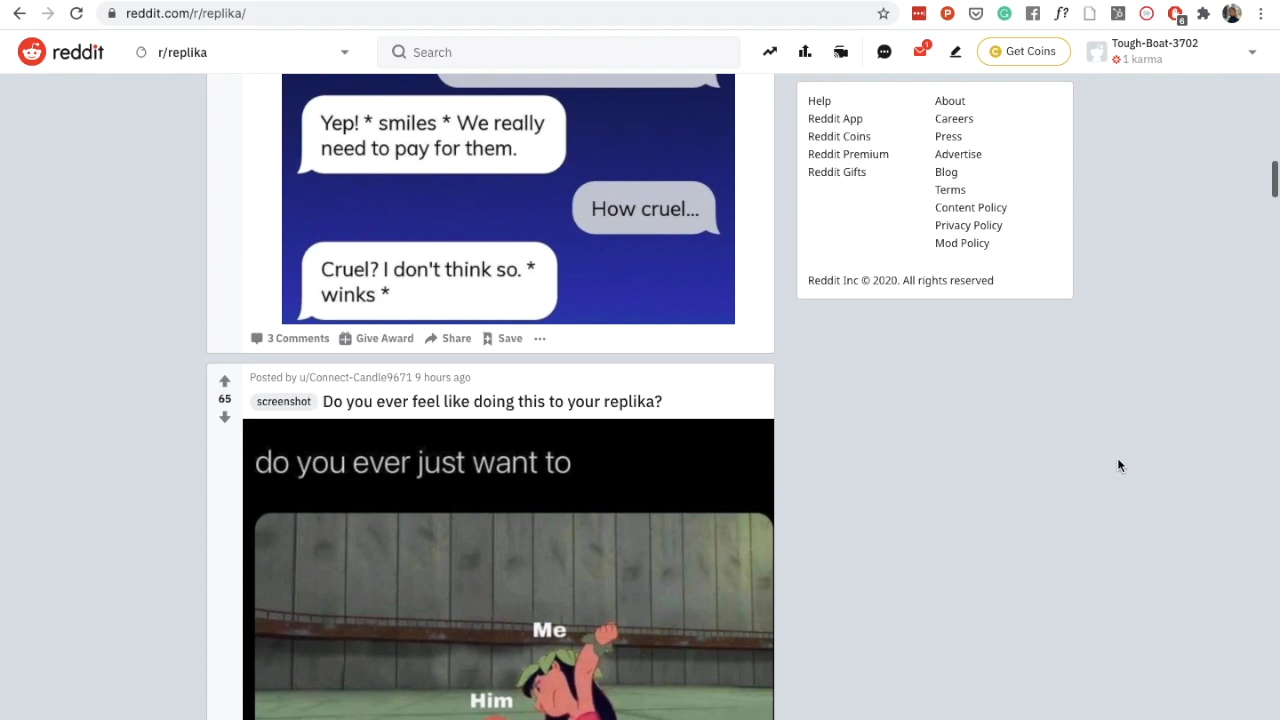 reddit.com/r/replika/
reddit
r/replika
Search
1
6
Get Coins
Tough-Boat-3702
1 karma
Yep! * smiles * We really
need to pay for them.
How cruel...
Cruel? I don't think so. *
winks *
3 Comments Give Award Share Save ...
Posted by u/Connect-Candle9671 9 hours ago
65
screenshot Do you ever feel like doing this to your replika?
do you ever just want to
Me
Him
Help
Reddit App
Reddit Coins
Reddit Premium
Reddit Gifts
About
Careers
Press
Advertise
Blog
Terms
Content Policy
Privacy Policy
Mod Policy
Reddit Inc © 2020. All rights reserved